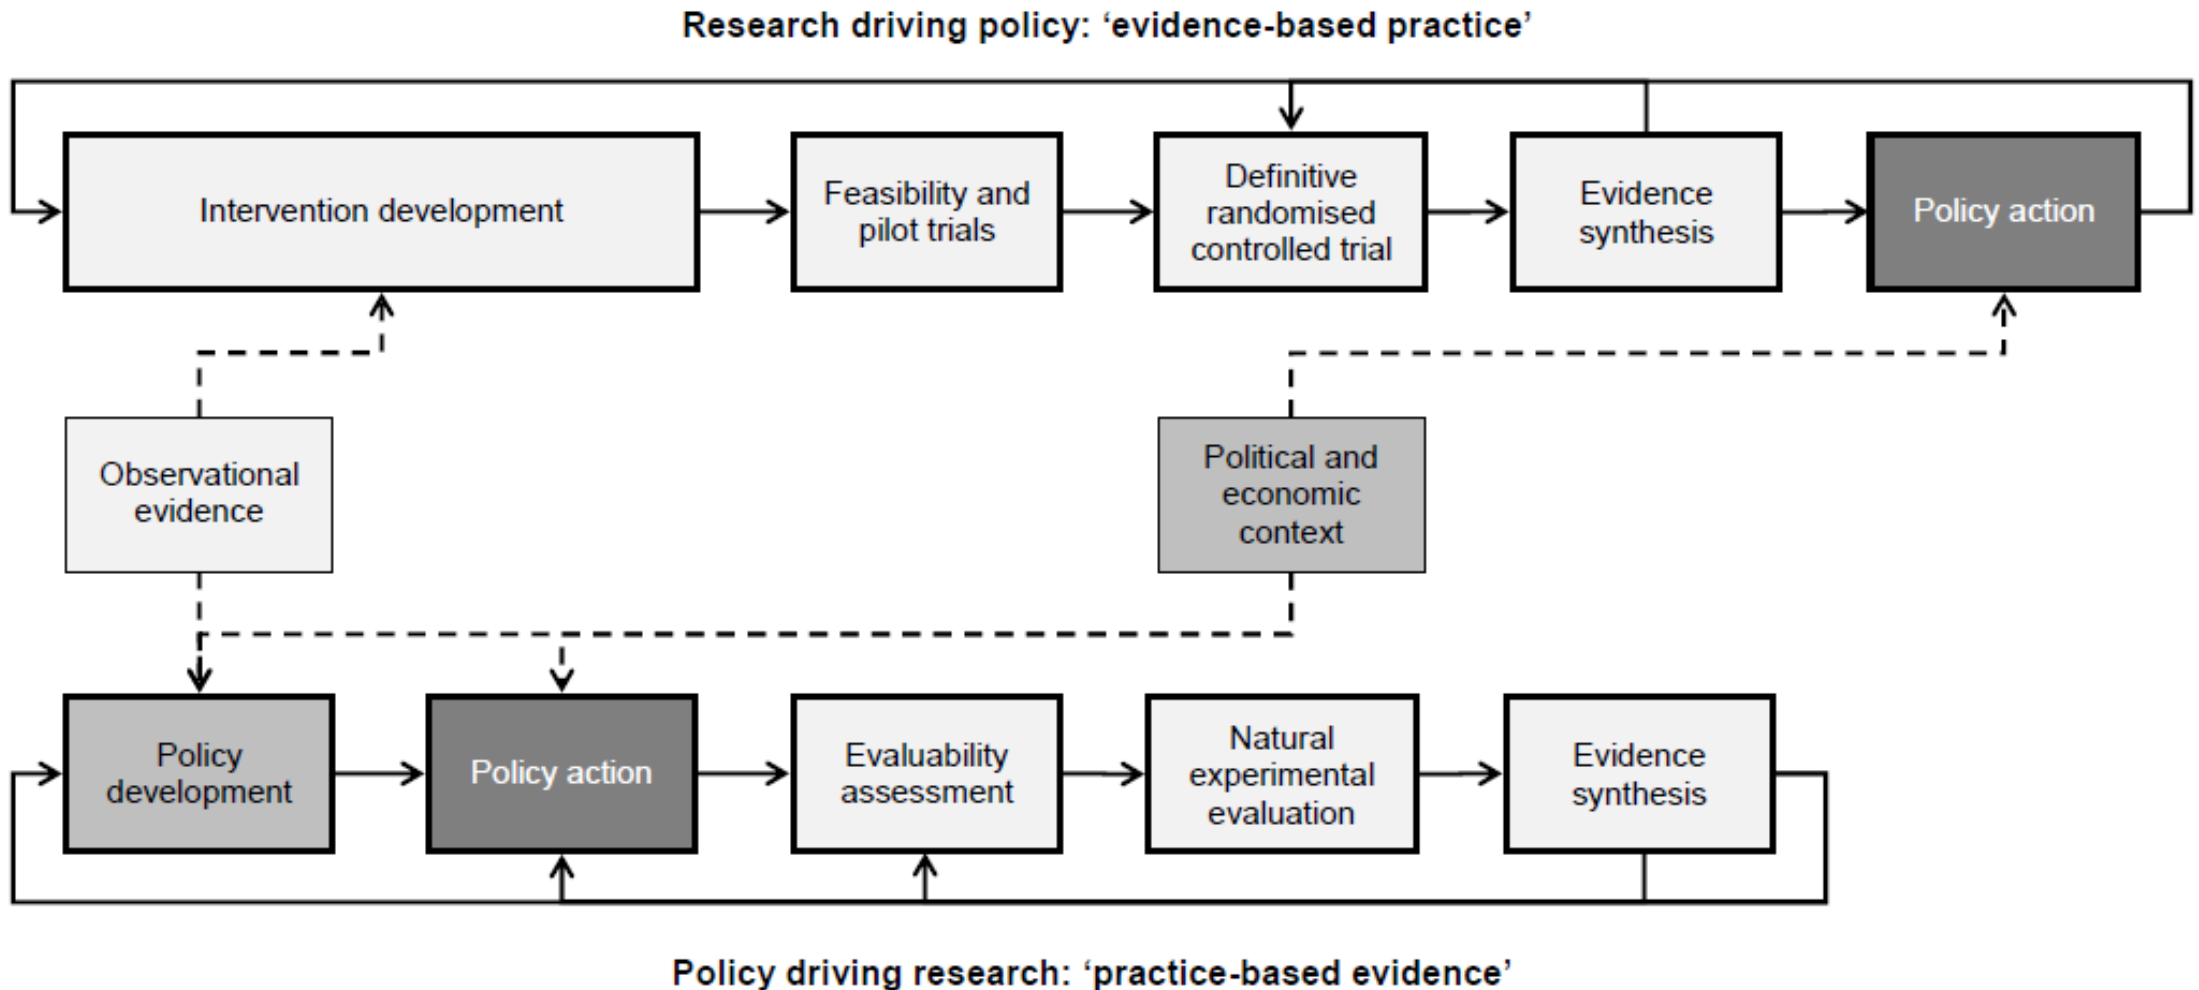 Research driving policy: ‘evidence-based practice’
Intervention development
Feasibility and
pilot trials
Definitive
randomised
controlled trial
Evidence
synthesis
Policy action
Observational
evidence
Political and
economic
context
Policy
development
Policy action
Evaluability
assessment
Natural
experimental
evaluation
Evidence
synthesis
Policy driving research: ‘practice-based evidence’